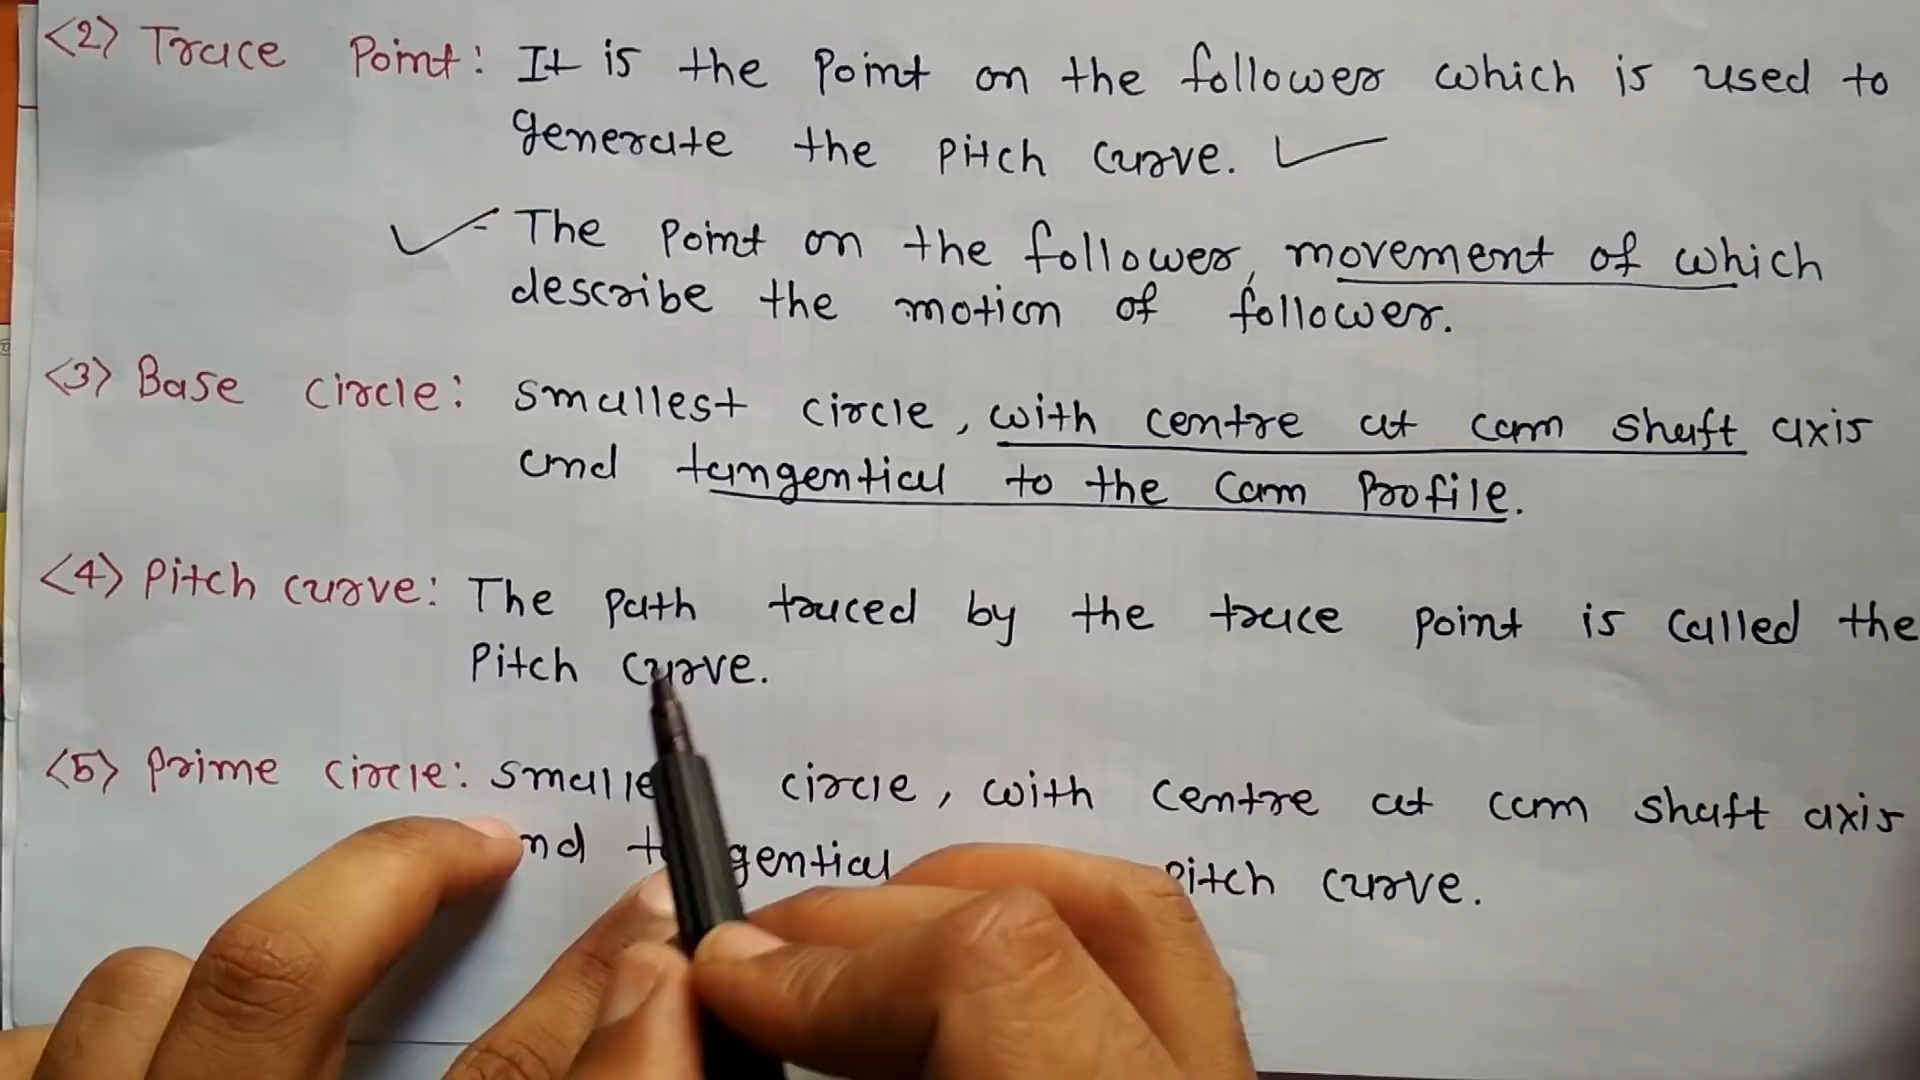 <2> Trace Point: It is the Point on the follower which is used to
generate the Pitch curve.
- The Point on the follower, movement of which
describe the motion of follower.
<3> Base circle: smallest circle, with centre at cam shaft axis
and tangential to the Cam Profile.
<4> Pitch curve: The Path traced by the trace Point is called the
Pitch curve.
<5> Prime circle: circle, with centre at cam shaft axis
Pitch curve.